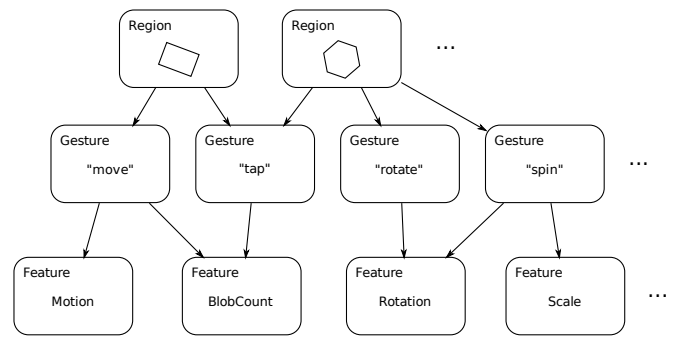 Region
Region
...
Gesture
"move"
Gesture
"tap"
Gesture
"rotate"
Gesture
"spin"
...
Feature
Motion
Feature
BlobCount
Feature
Rotation
Feature
Scale
...